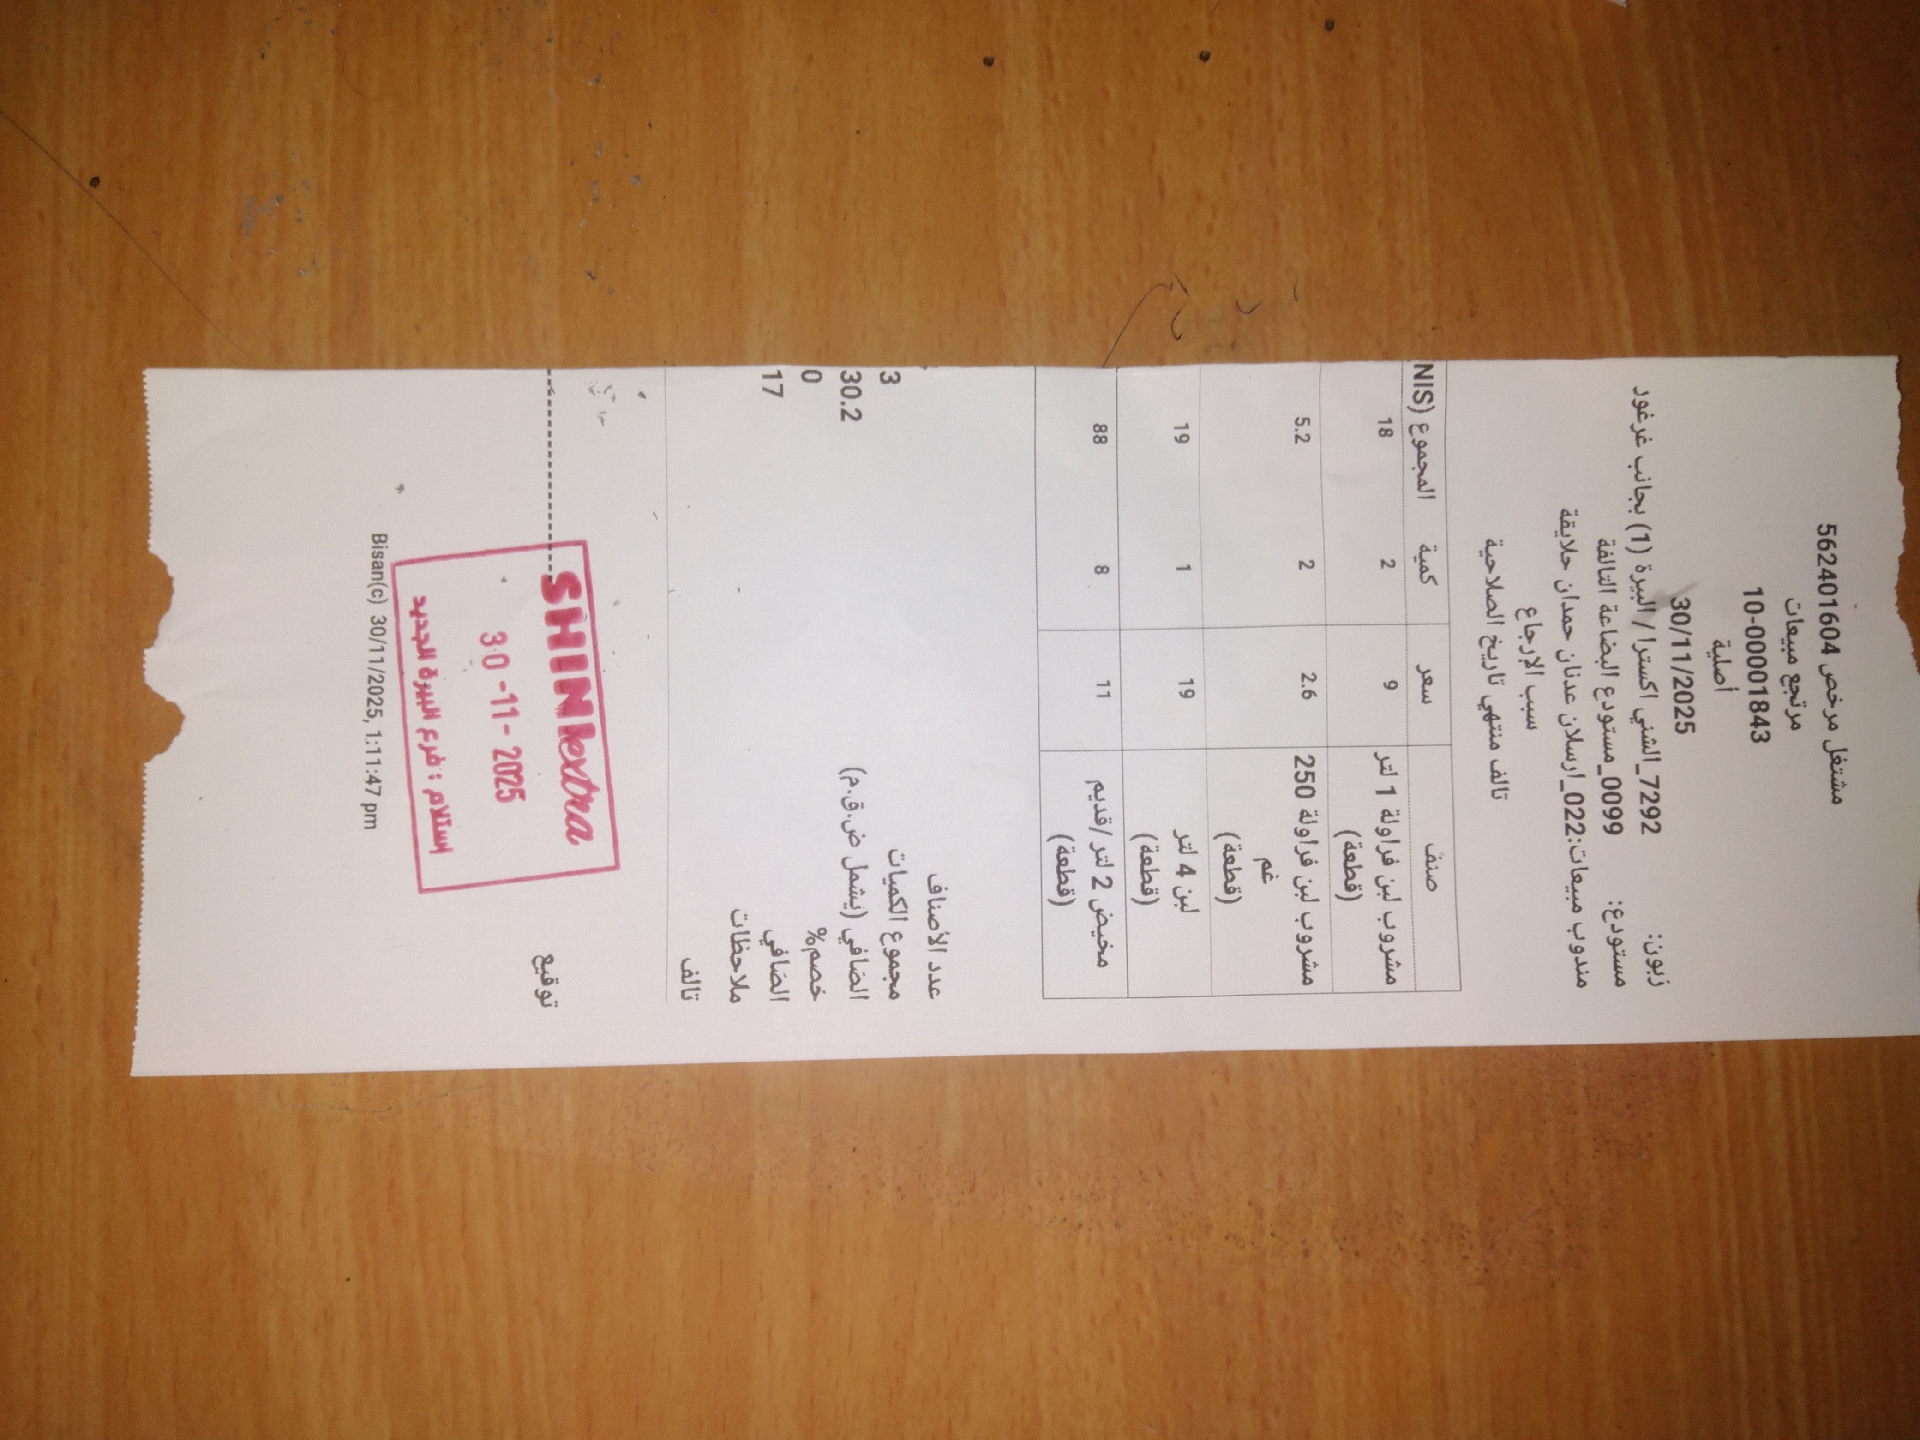 مشتغل مرخص 562401604
مرتجع مبيعات
10-00001843
أصلية
30/11/2025
زبون: 7292_الشني اكسترا / البيرة (1) بجانب غرغور
مستودع: 0099_مستودع البضاعة التالفة
مندوب مبيعات:022_ارسلان عدنان حمدان حلايقة
سبب الإرجاع
تالف منتهي تاريخ الصلاحية
صنف سعر كمية المجموع (NIS
مشروب لبن فراولة 1 لتر 9 2 18
(قطعة)
مشروب لبن فراولة 250 2.6 2 5.2
غم
(قطعة)
لبن 4 لتر 19 1 19
(قطعة)
مخيض 2 لتر /قديم 11 8 88
(قطعة)
عدد الأصناف
مجموع الكميات 3
الصافي (يشمل ض.ق.م) 30.2
خصم% 0
الصافي 17
ملاحظات
تالف
توقيع
SHINIextra
30 -11- 2025
استلام : فرع البيرة الجديد
Bisan(c) 30/11/2025, 1:11:47 pm